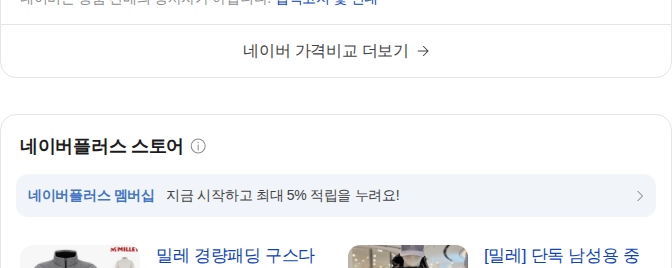 네이버 가격비교 더보기 →
네이버플러스 스토어
네이버플러스 멤버십 지금 시작하고 최대 5% 적립을 누려요!
MILLET
밀레 경량패딩 구스다
[밀레] 단독 남성용 중